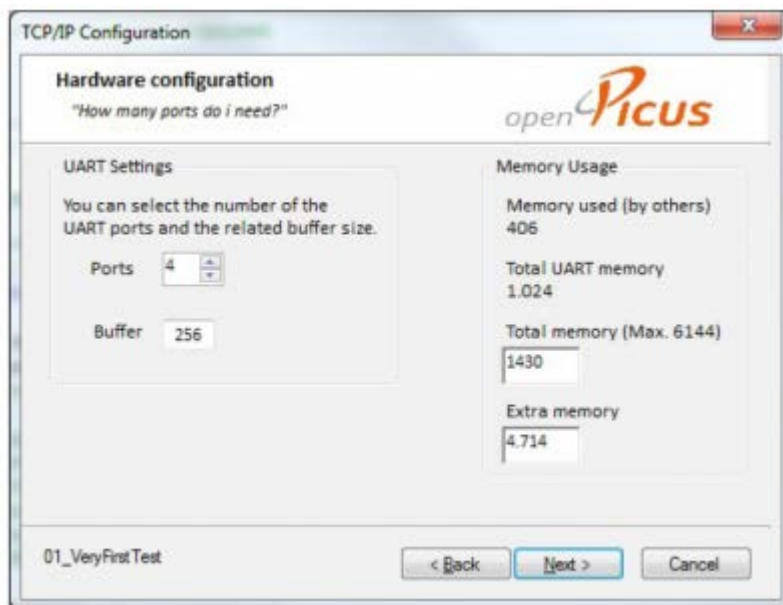 TCP/IP Configuration
Hardware configuration
"How many ports do i need?"
openPicus
UART Settings
You can select the number of the
UART ports and the related buffer size.
Ports 4
Buffer 256
Memory Usage
Memory used (by others)
406
Total UART memory
1.024
Total memory (Max. 6144)
1430
Extra memory
4.714
01_VeryFirstTest
< Back
Next >
Cancel